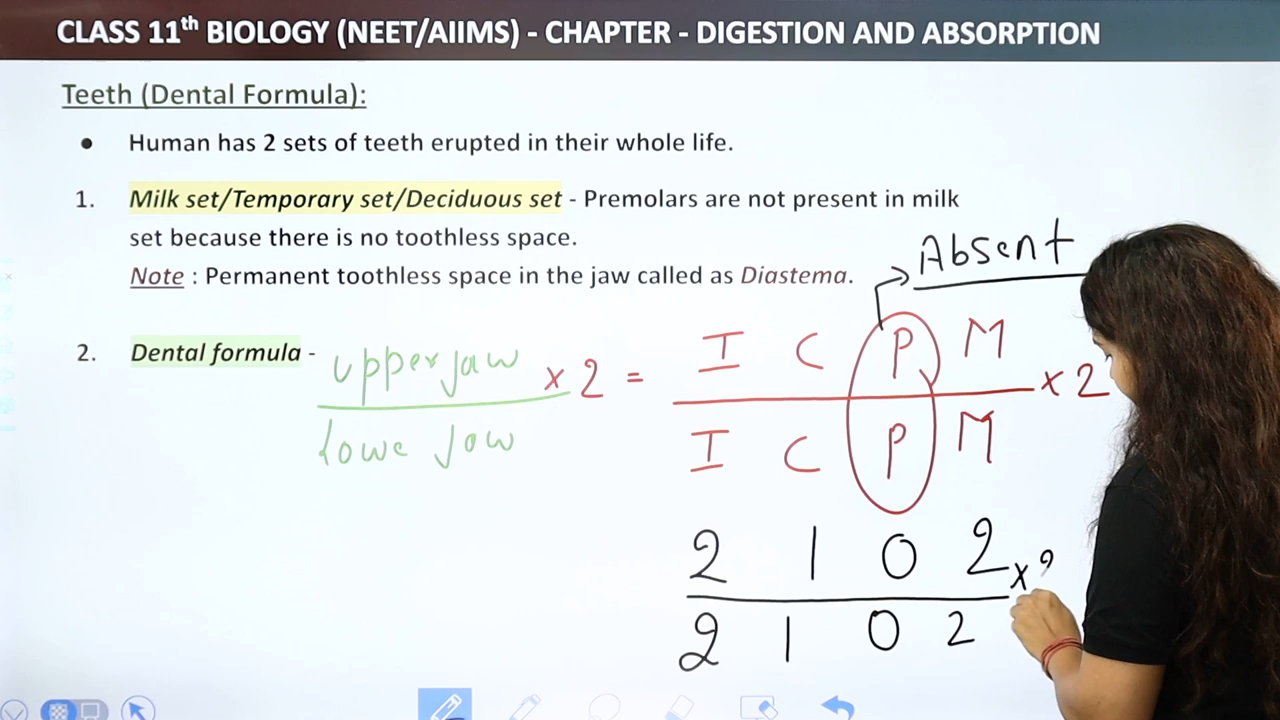 CLASS 11th BIOLOGY (NEET/AIIMS) - CHAPTER - DIGESTION AND ABSORPTION
Teeth (Dental Formula):
• Human has 2 sets of teeth erupted in their whole life.
1. Milk set/Temporary set/Deciduous set - Premolars are not present in milk
set because there is no toothless space.
Absent
Note : Permanent toothless space in the jaw called as Diastema.
2. Dental formula -
upper jaw
lowe jaw
× 2 =
I C P M
I C P M
× 2
2 1 0 2
2 1 0 2
×